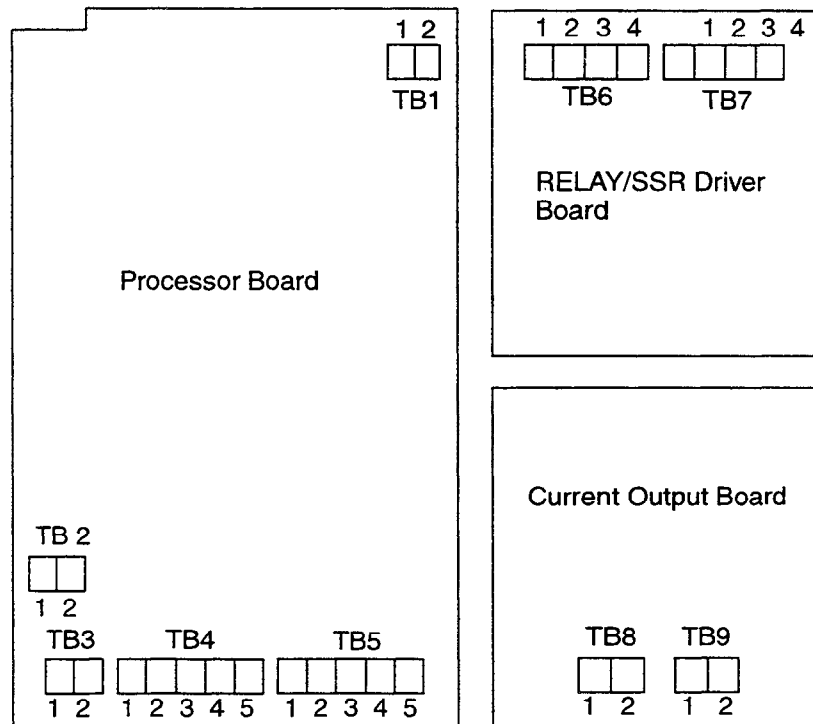 1 2
TB1
Processor Board
TB 2
1 2
TB3 TB4 TB5
1 2 1 2 3 4 5 1 2 3 4 5
1 2 3 4 1 2 3 4
TB6 TB7
RELAY/SSR Driver
Board
Current Output Board
TB8 TB9
1 2 1 2